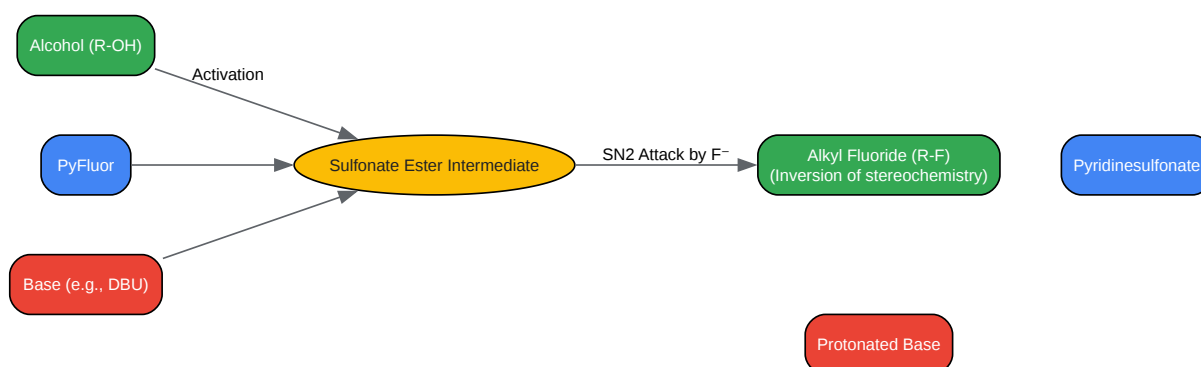 Alcohol (R-OH)
Activation
PyFluor
Sulfonate Ester Intermediate
SN2 Attack by F⁻
Alkyl Fluoride (R-F)
(Inversion of stereochemistry)
Pyridinesulfonate
Base (e.g., DBU)
Protonated Base